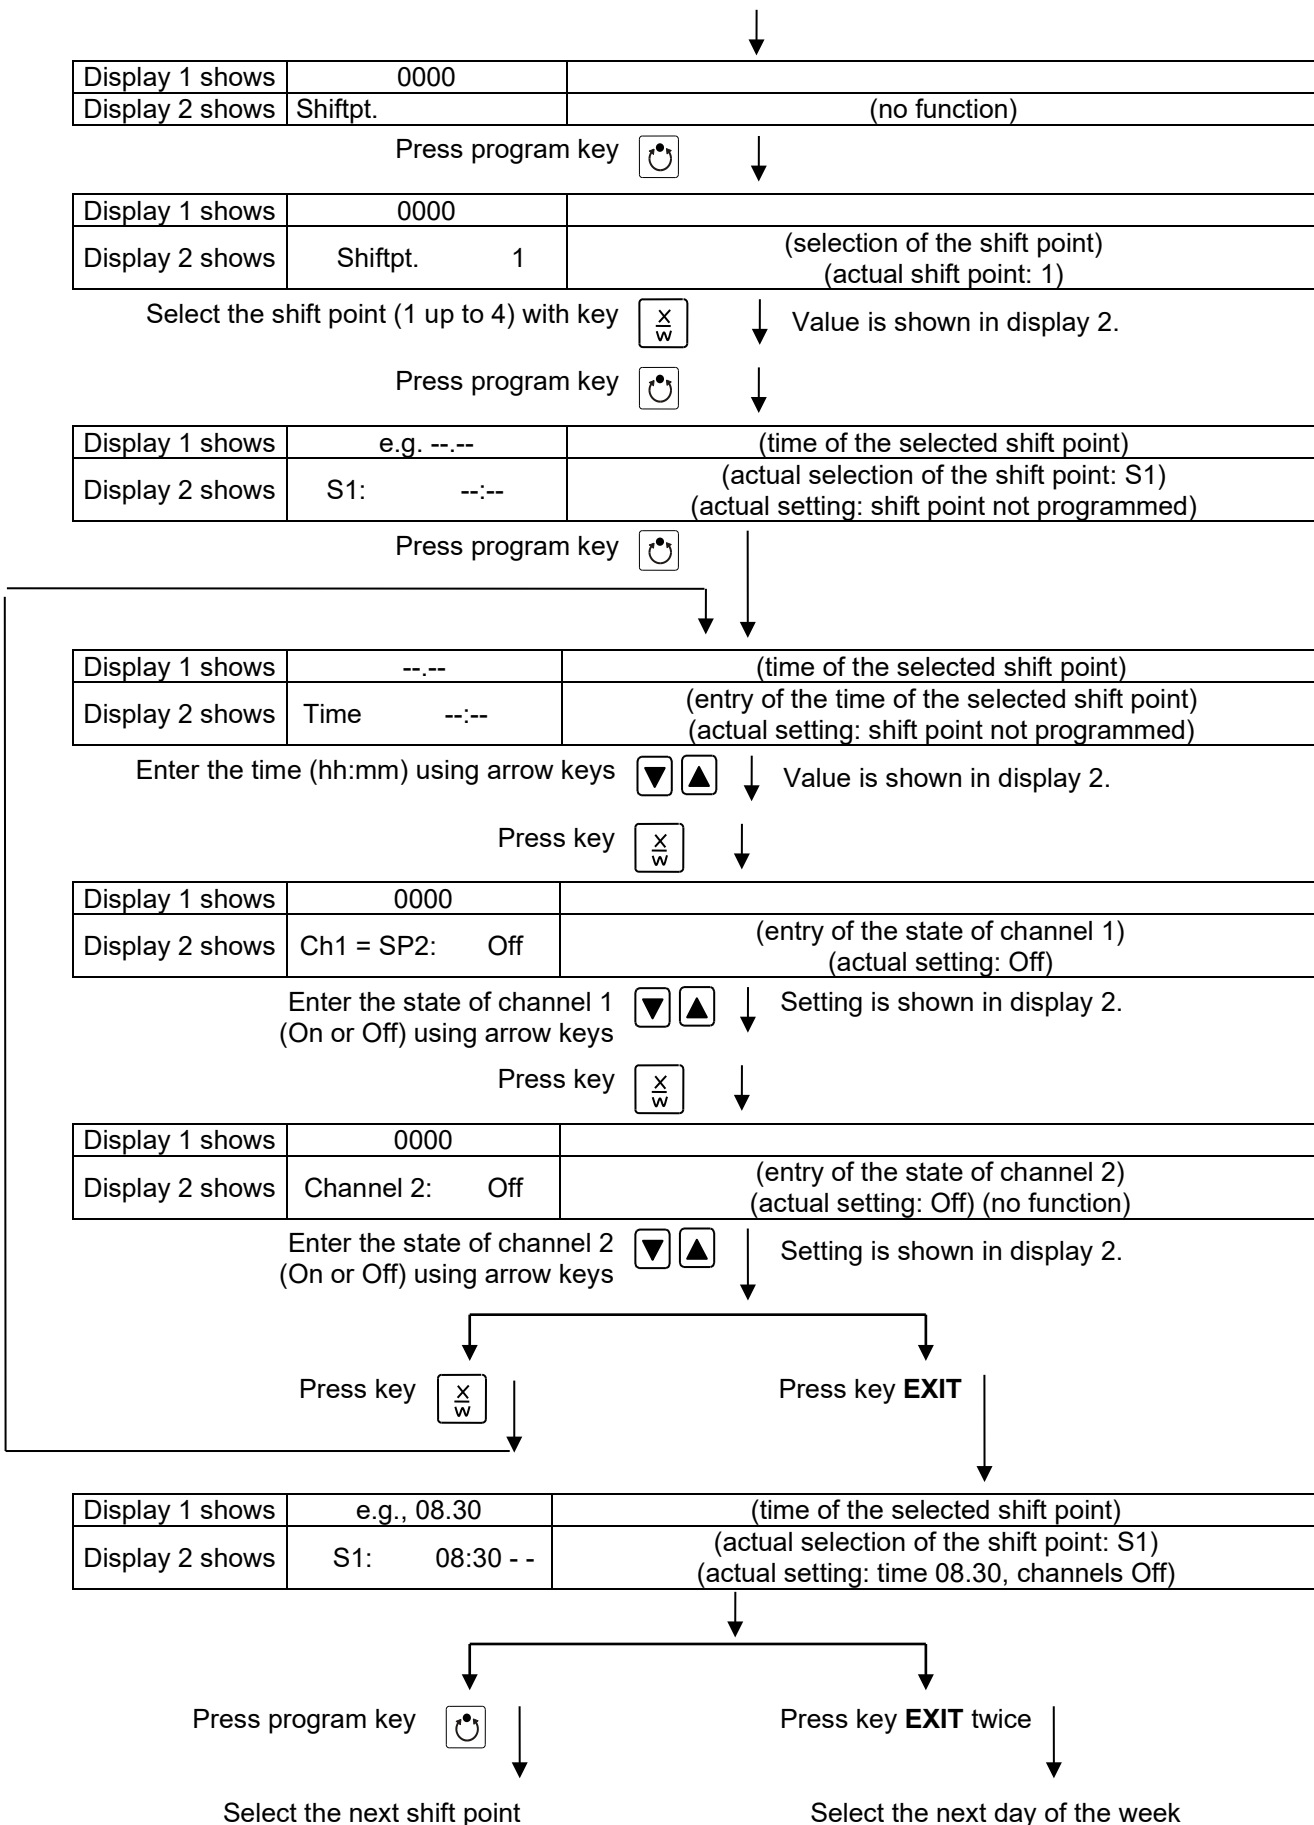 Display 1 shows 0000
Display 2 shows Shiftpt. (no function)
Press program key
Display 1 shows 0000
Display 2 shows Shiftpt. 1 (selection of the shift point)
(actual shift point: 1)
Select the shift point (1 up to 4) with key X W Value is shown in display 2.
Press program key
Display 1 shows e.g. --.-- (time of the selected shift point)
Display 2 shows S1: --:-- (actual selection of the shift point: S1)
(actual setting: shift point not programmed)
Press program key
Display 1 shows --.-- (time of the selected shift point)
Display 2 shows Time --:-- (entry of the time of the selected shift point)
(actual setting: shift point not programmed)
Enter the time (hh:mm) using arrow keys Value is shown in display 2.
Press key X W
Display 1 shows 0000
Display 2 shows Ch1 = SP2: Off (entry of the state of channel 1)
(actual setting: Off)
Enter the state of channel 1
(On or Off) using arrow keys Setting is shown in display 2.
Press key X W
Display 1 shows 0000
Display 2 shows Channel 2: Off (entry of the state of channel 2)
(actual setting: Off) (no function)
Enter the state of channel 2
(On or Off) using arrow keys Setting is shown in display 2.
Press key X W Press key EXIT
Display 1 shows e.g., 08.30 (time of the selected shift point)
Display 2 shows S1: 08:30 - - (actual selection of the shift point: S1)
(actual setting: time 08.30, channels Off)
Press program key Press key EXIT twice
Select the next shift point Select the next day of the week